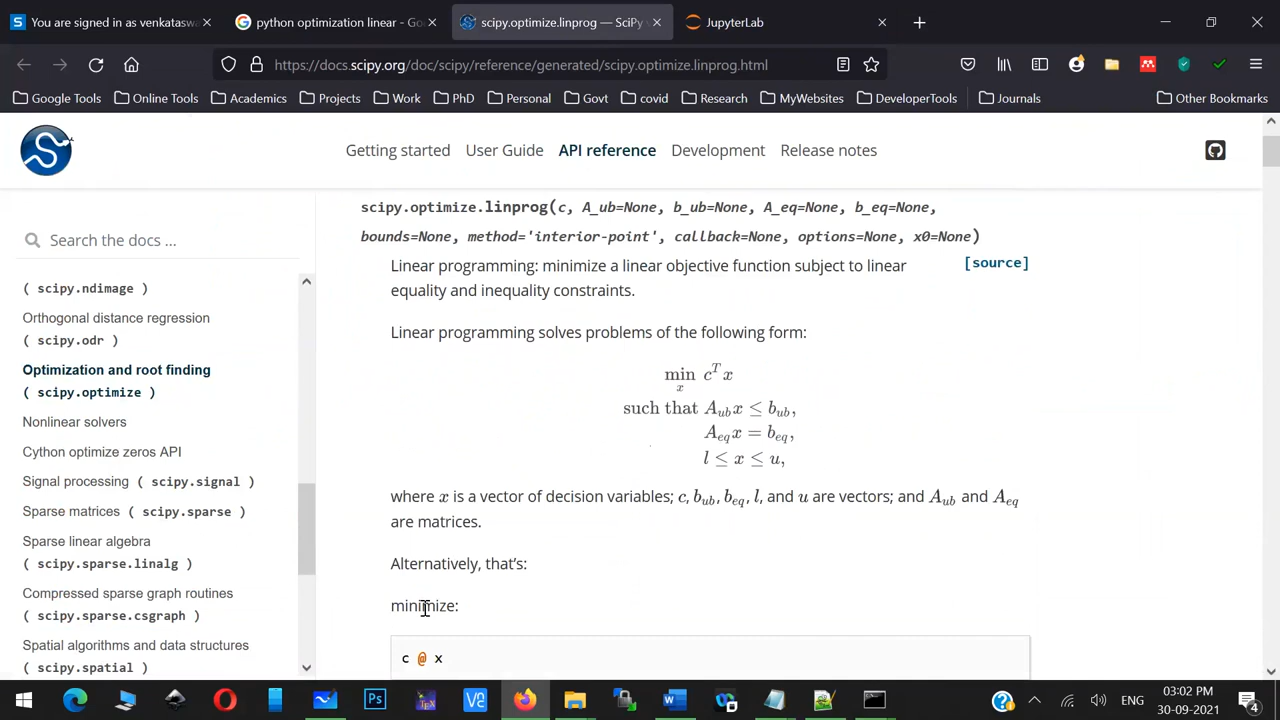 You are signed in as venkataswa
python optimization linear - Goo
scipy.optimize.linprog — SciPy
JupyterLab
https://docs.scipy.org/doc/scipy/reference/generated/scipy.optimize.linprog.html
Google Tools
Online Tools
Academics
Projects
Work
PhD
Personal
Govt
covid
Research
MyWebsites
DeveloperTools
Journals
Other Bookmarks
Getting started
User Guide
API reference
Development
Release notes
Search the docs ...
( scipy.ndimage )
Orthogonal distance regression
( scipy.odr )
Optimization and root finding
( scipy.optimize )
Nonlinear solvers
Cython optimize zeros API
Signal processing ( scipy.signal )
Sparse matrices ( scipy.sparse )
Sparse linear algebra
( scipy.sparse.linalg )
Compressed sparse graph routines
( scipy.sparse.csgraph )
Spatial algorithms and data structures
( scipy.spatial )
scipy.optimize.linprog(c, A_ub=None, b_ub=None, A_eq=None, b_eq=None,
bounds=None, method='interior-point', callback=None, options=None, x0=None)
[source]
Linear programming: minimize a linear objective function subject to linear
equality and inequality constraints.
Linear programming solves problems of the following form:
min_x c^T x
such that A_ub x ≤ b_ub,
A_eq x = b_eq,
l ≤ x ≤ u,
where x is a vector of decision variables; c, b_ub, b_eq, l, and u are vectors; and A_ub and A_eq
are matrices.
Alternatively, that's:
minimize:
c @ x
ENG
03:02 PM
30-09-2021
4